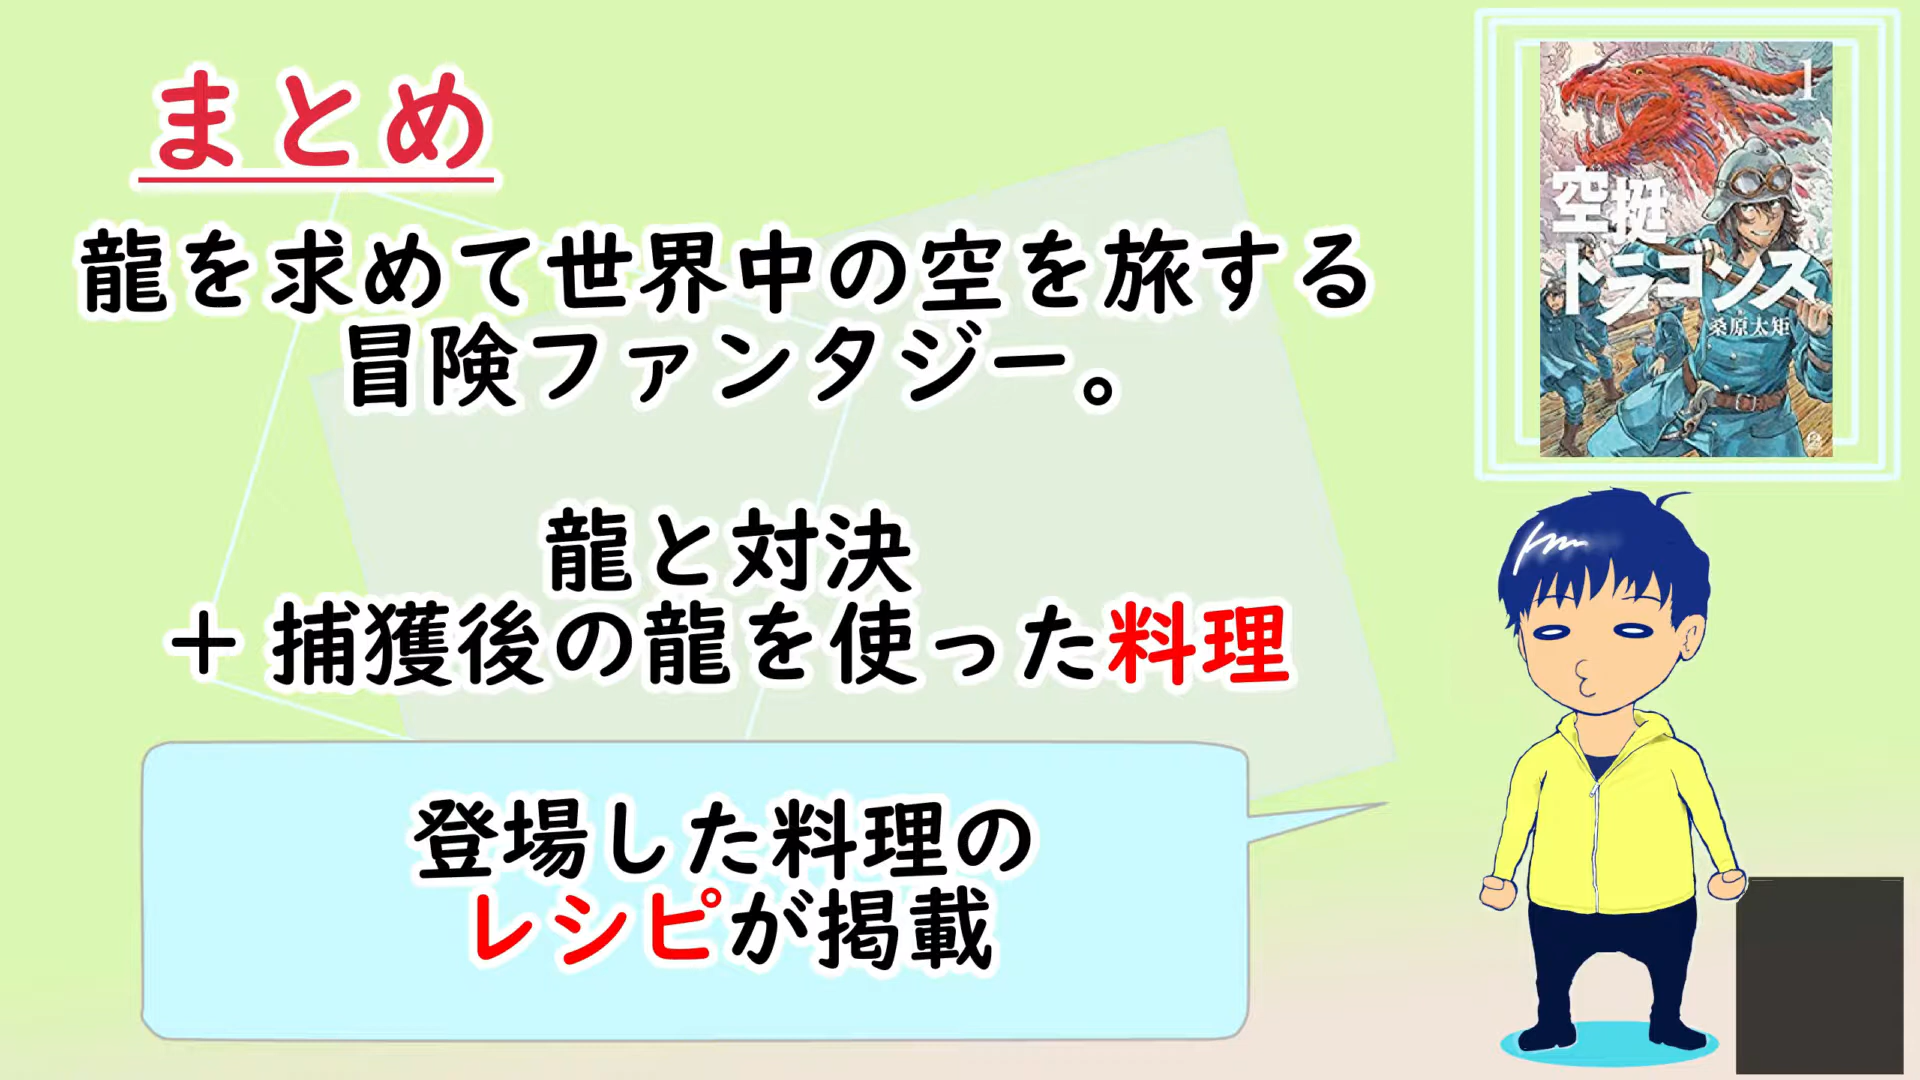 まとめ
龍を求めて世界中の空を旅する
冒険ファンタジー。
龍と対決
＋捕獲後の龍を使った料理
登場した料理の
レシピが掲載
1
空挺
ドラゴンズ
桑原太矩